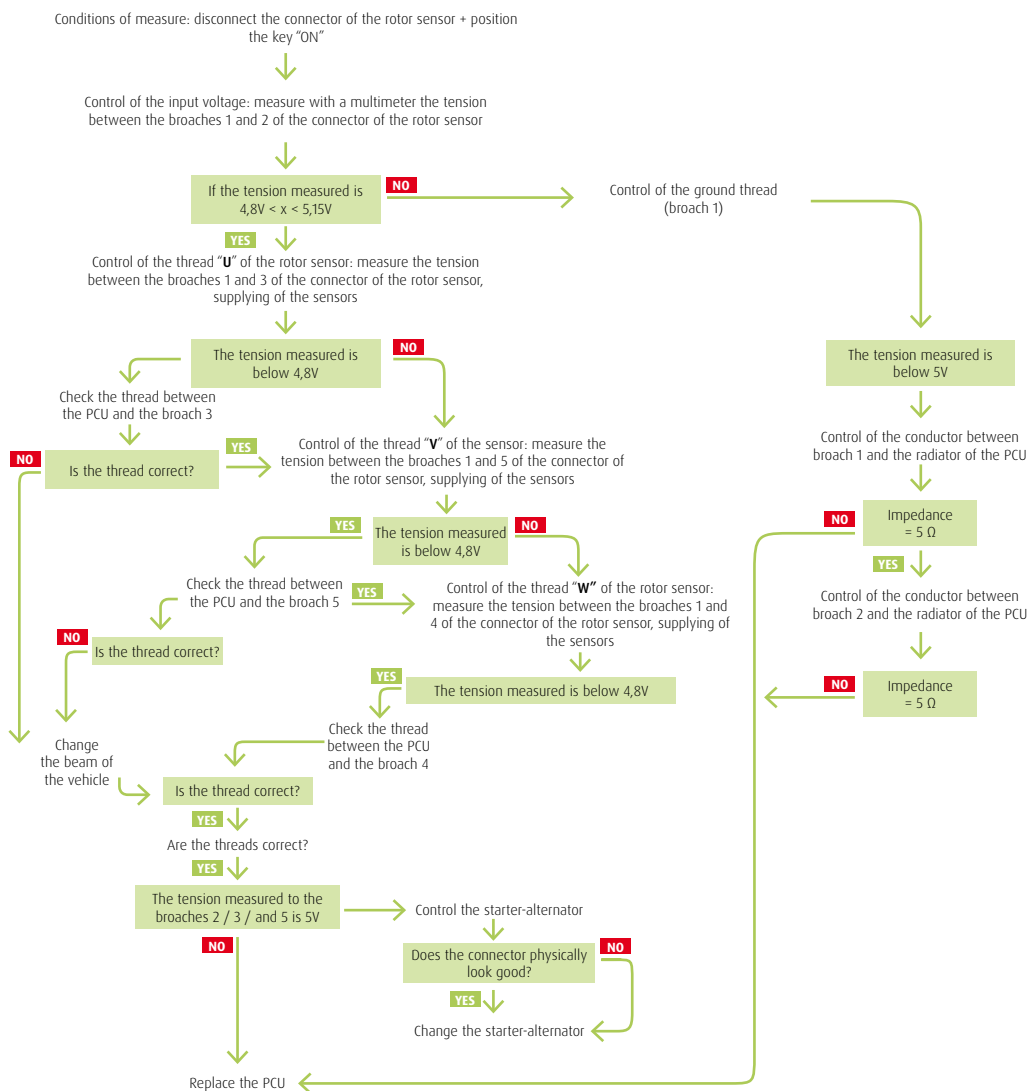 Conditions of measure: disconnect the connector of the rotor sensor + position
the key “ON”
Control of the input voltage: measure with a multimeter the tension
between the broaches 1 and 2 of the connector of the rotor sensor
If the tension measured is
4,8V < x < 5,15V
NO
Control of the ground thread
(broach 1)
YES
Control of the thread “U” of the rotor sensor: measure the tension
between the broaches 1 and 3 of the connector of the rotor sensor,
supplying of the sensors
The tension measured is
below 4,8V
NO
The tension measured is
below 5V
Check the thread between
the PCU and the broach 3
NO
Is the thread correct?
YES
Control of the thread “V” of the sensor: measure the
tension between the broaches 1 and 5 of the connector of
the rotor sensor, supplying of the sensors
Control of the conductor between
broach 1 and the radiator of the PCU
YES
The tension measured
is below 4,8V
NO
NO
Impedance
= 5 Ω
YES
Check the thread between
the PCU and the broach 5
YES
Control of the thread “W” of the rotor sensor:
measure the tension between the broaches 1 and
4 of the connector of the rotor sensor, supplying of
the sensors
Control of the conductor between
broach 2 and the radiator of the PCU
NO
Is the thread correct?
YES
The tension measured is below 4,8V
NO
Impedance
= 5 Ω
Check the thread
between the PCU
and the broach 4
Change
the beam of
the vehicle
Is the thread correct?
YES
Are the threads correct?
YES
The tension measured to the
broaches 2 / 3 / and 5 is 5V
Control the starter-alternator
NO
Does the connector physically
look good?
NO
YES
Change the starter-alternator
Replace the PCU